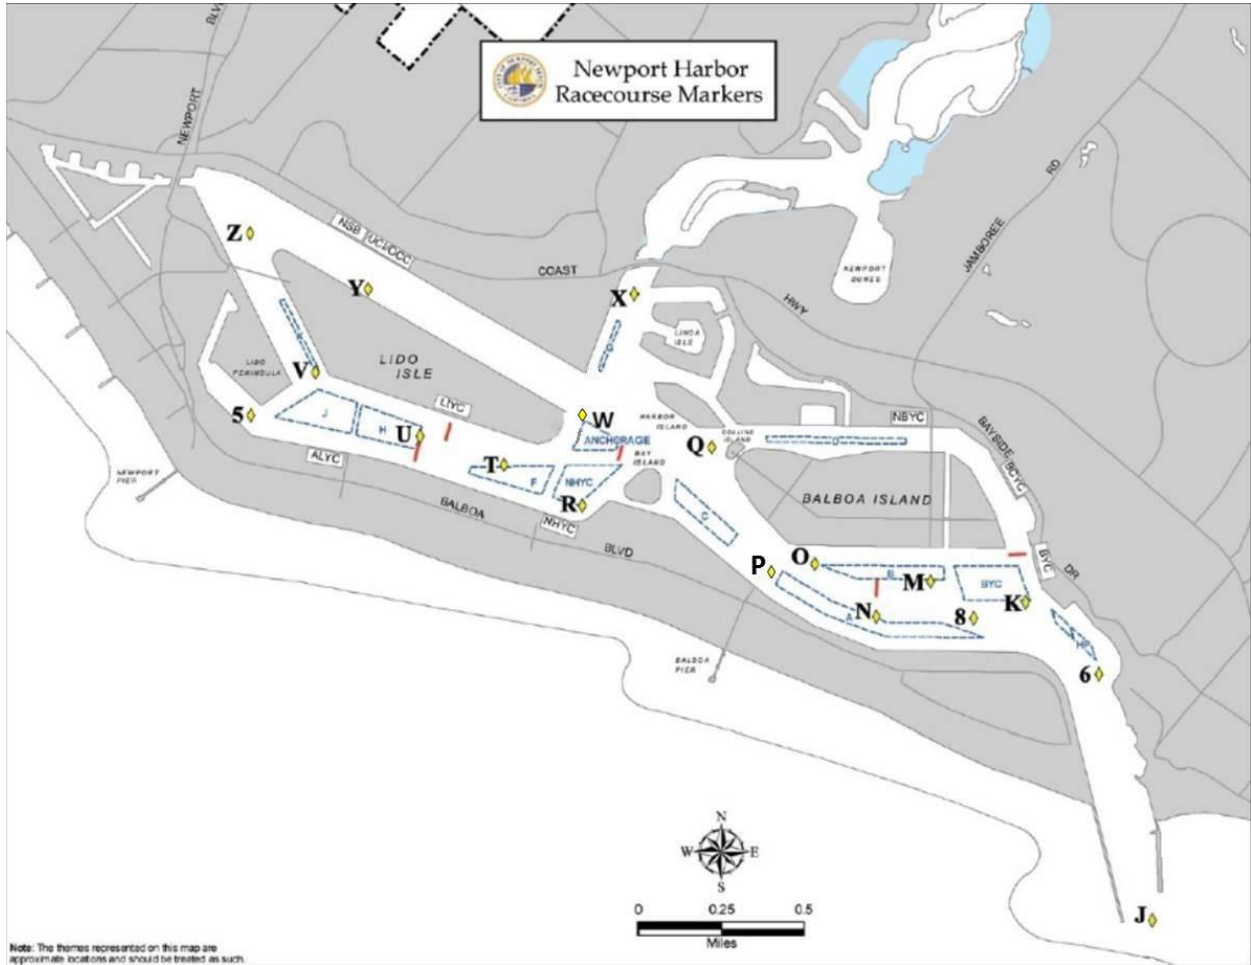 BLV
Newport Harbor
Racecourse Markers
NEWPORT
RD
JAMBOREE
Z
NSB
UCI/OCC
COAST
NEWPORT
DUNES
Y
X
HWY
LINDA
ISLE
LIDO
PENINSULA
LIDO
ISLE
V
5
J
H
U
LIYC
W
HARBOR
ISLAND
NBYC
ANCHORAGE
COLLINS
ISLAND
Q
D
BAYSIDE
BCYC
ALYC
BAY
ISLAND
T
F
NHYC
R
NEWPORT
PIER
BALBOA ISLAND
C
BALBOA
NHYC
BLVD
P
O
B
M
BYC
BYC
DR
K
N
A
8
BALBOA
PIER
6
N
W
E
S
0
0.25
0.5
Miles
J
Note: The themes represented on this map are
approximate locations and should be treated as such.